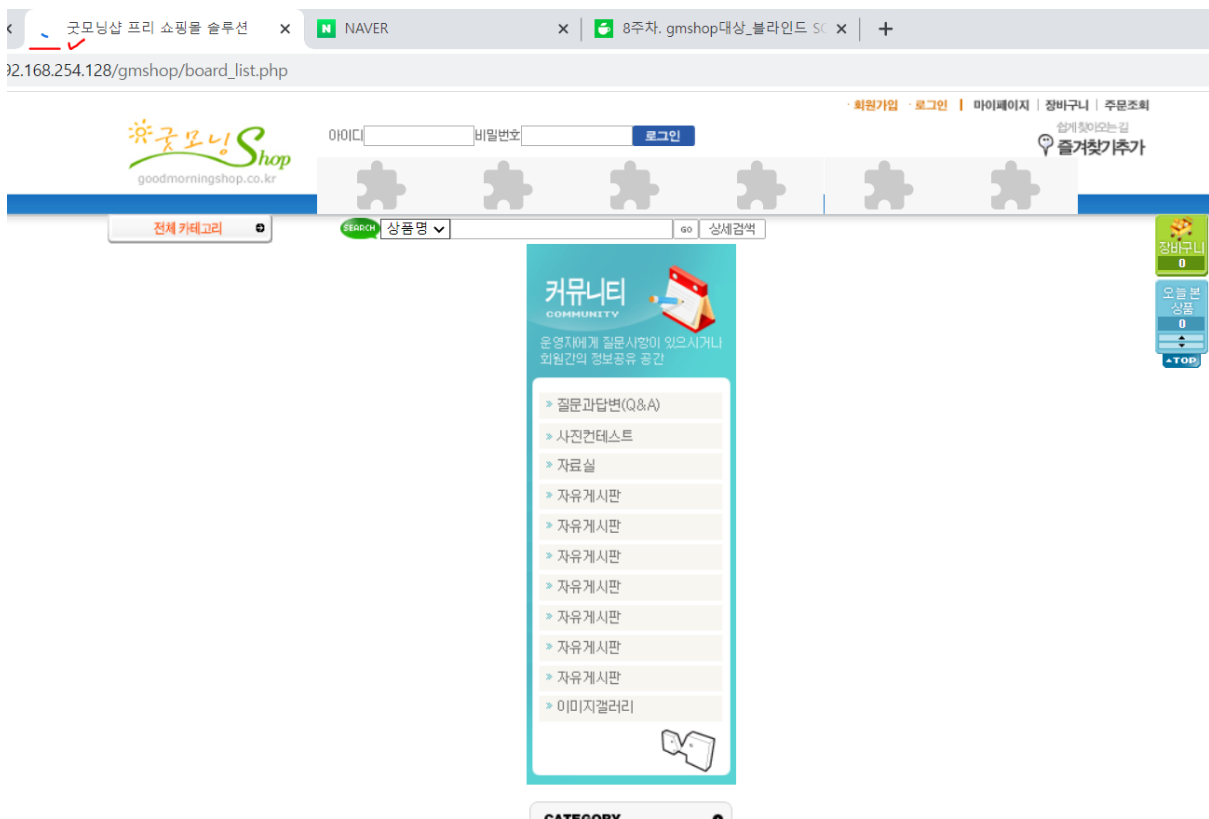 굿모닝샵 프리 쇼핑몰 솔루션
NAVER
8주차. gmshop대상_블라인드
92.168.254.128/gmshop/board_list.php
회원가입 · 로그인 | 마이페이지 | 장바구니 | 주문조회
굿모닝Shop
goodmorningshop.co.kr
아이디 비밀번호 로그인
쉽게찾아오는길
즐겨찾기추가
전체 카테고리
SEARCH 상품명 GO 상세검색
장바구니
0
오늘 본
상품
0
TOP
커뮤니티
COMMUNITY
운영자에게 질문사항이 있으시거나
회원간의 정보공유 공간
» 질문과답변(Q&A)
» 사진컨테스트
» 자료실
» 자유게시판
» 자유게시판
» 자유게시판
» 자유게시판
» 자유게시판
» 자유게시판
» 자유게시판
» 이미지갤러리
CATEGORY